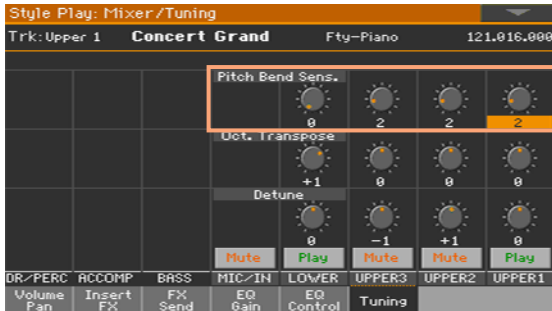 Style Play: Mixer/Tuning
Trk:Upper 1 Concert Grand Fty-Piano 121.016.000
Pitch Bend Sens.
0 2 2 2
Oct. Transpose
+1 0 0 0
Detune
0 -1 +1 0
Mute Play Mute Mute Play
DR/PERC ACCOMP BASS MIC/IN LOWER UPPER3 UPPER2 UPPER1
Volume Pan Insert FX FX Send EQ Gain EQ Control Tuning